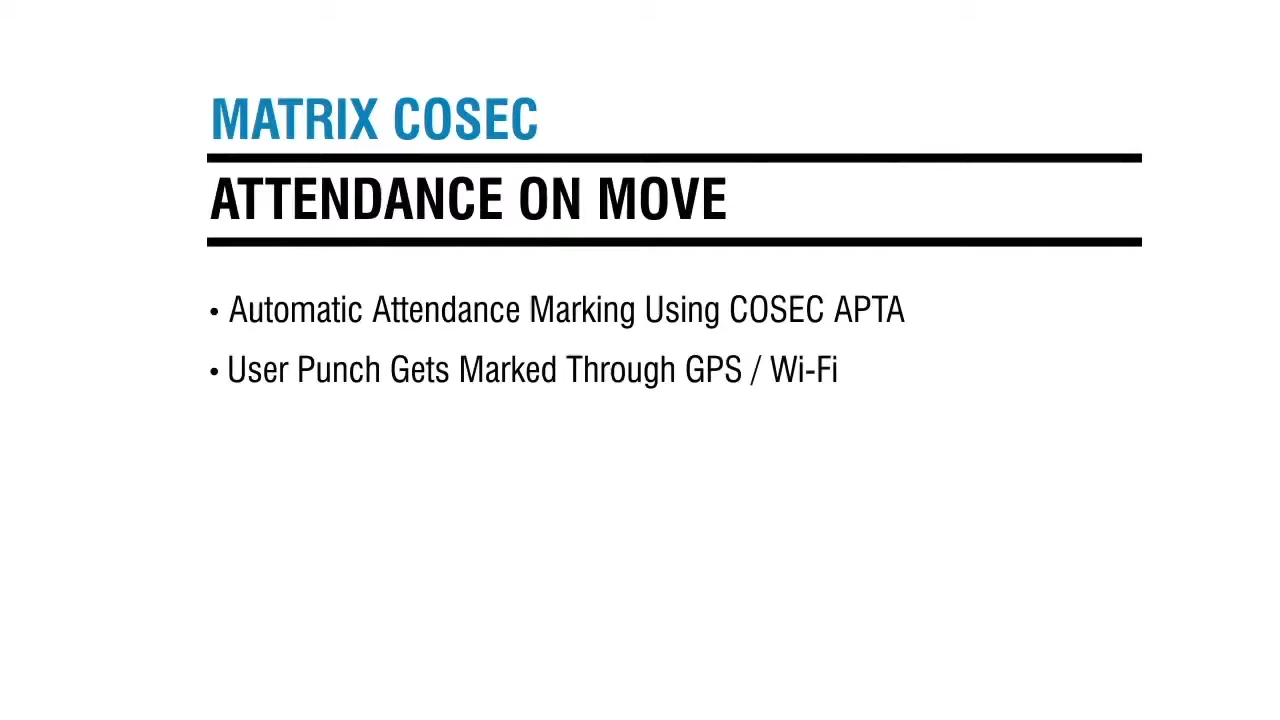 MATRIX COSEC
ATTENDANCE ON MOVE
• Automatic Attendance Marking Using COSEC APTA
• User Punch Gets Marked Through GPS / Wi-Fi